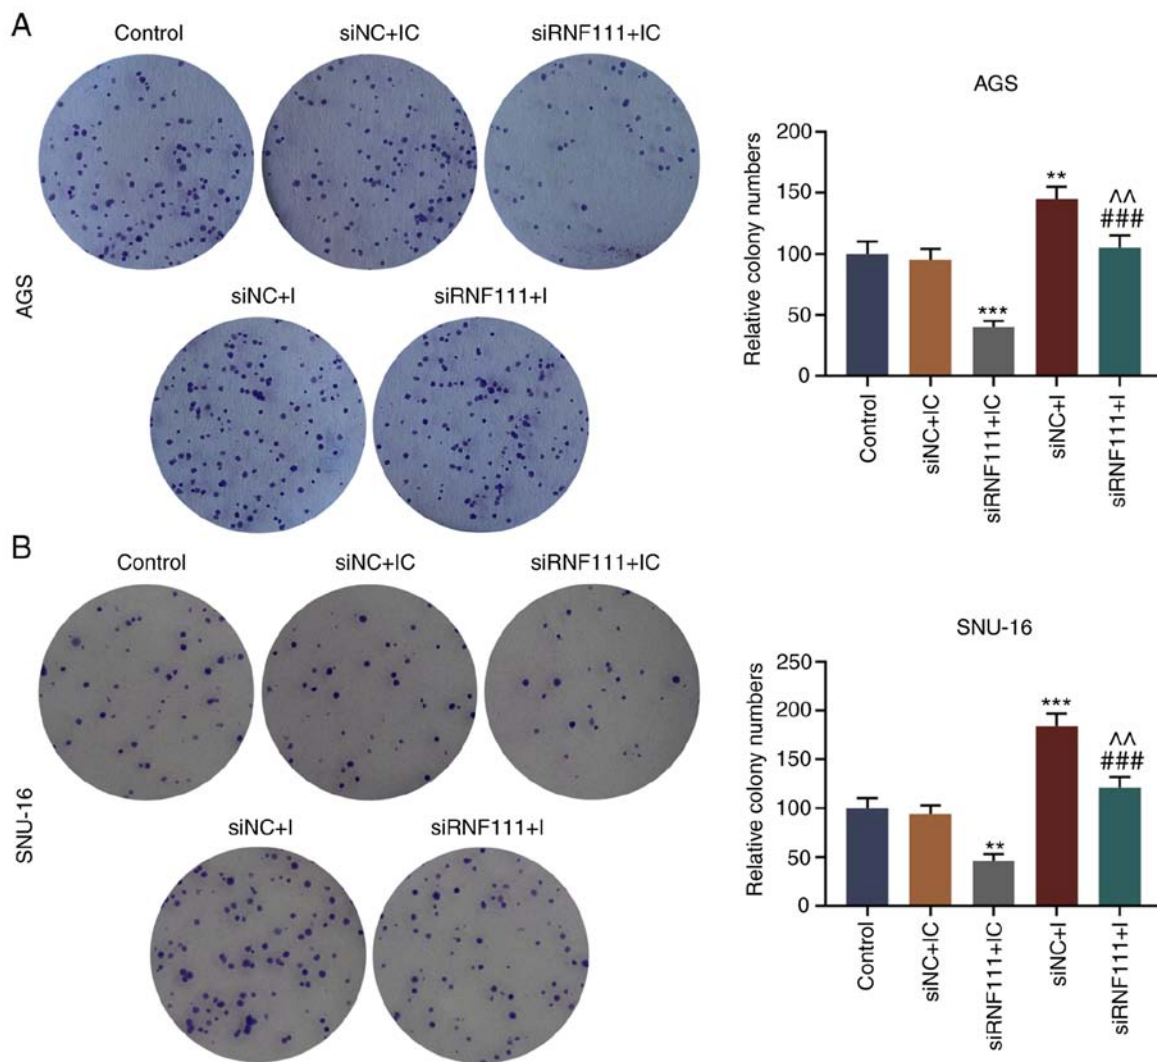 A
Control
siNC+IC
siRNF111+IC
siNC+I
siRNF111+I
AGS
AGS
Relative colony numbers
200
150
100
50
0
**
***
^^
###
Control
siNC+IC
siRNF111+IC
siNC+I
siRNF111+I
B
Control
siNC+IC
siRNF111+IC
siNC+I
siRNF111+I
SNU-16
SNU-16
Relative colony numbers
250
200
150
100
50
0
***
**
^^
###
Control
siNC+IC
siRNF111+IC
siNC+I
siRNF111+I